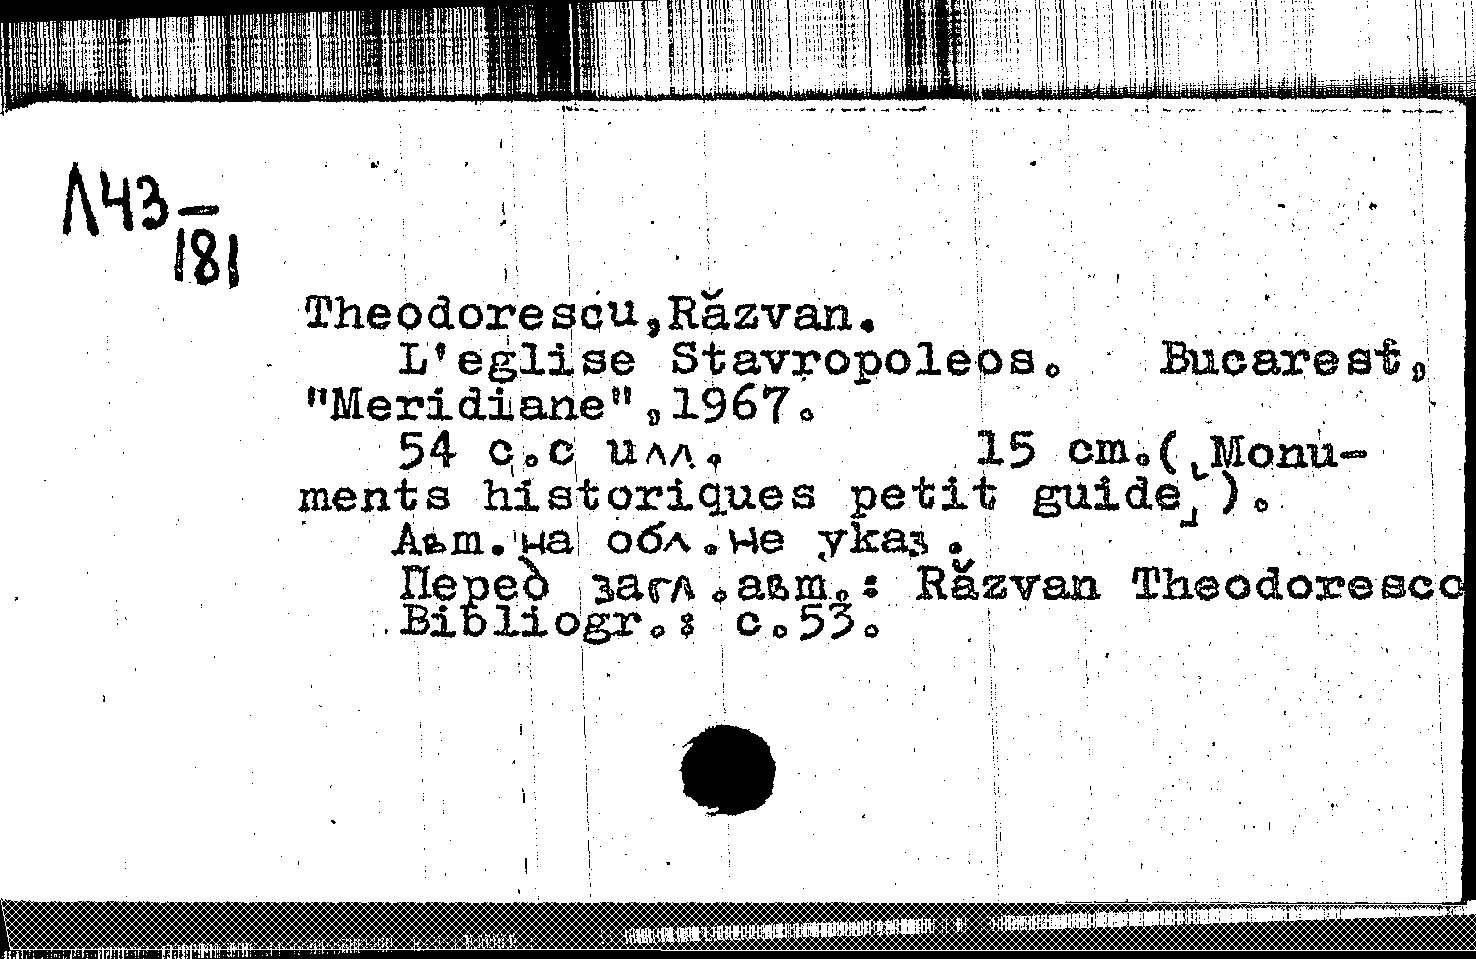 Л43
181
Theodorescu, Răzvan.
L'eglise Stavropoleos. Bucarest,
"Meridiane", 1967.
54 с.с илл. 15 cm.(⌊Monu-
ments historiques petit guide⌋).
Авт.на обл.не указ.
Перед загл.авт.: Răzvan Theodoresco
Bibliogr.: c.53.